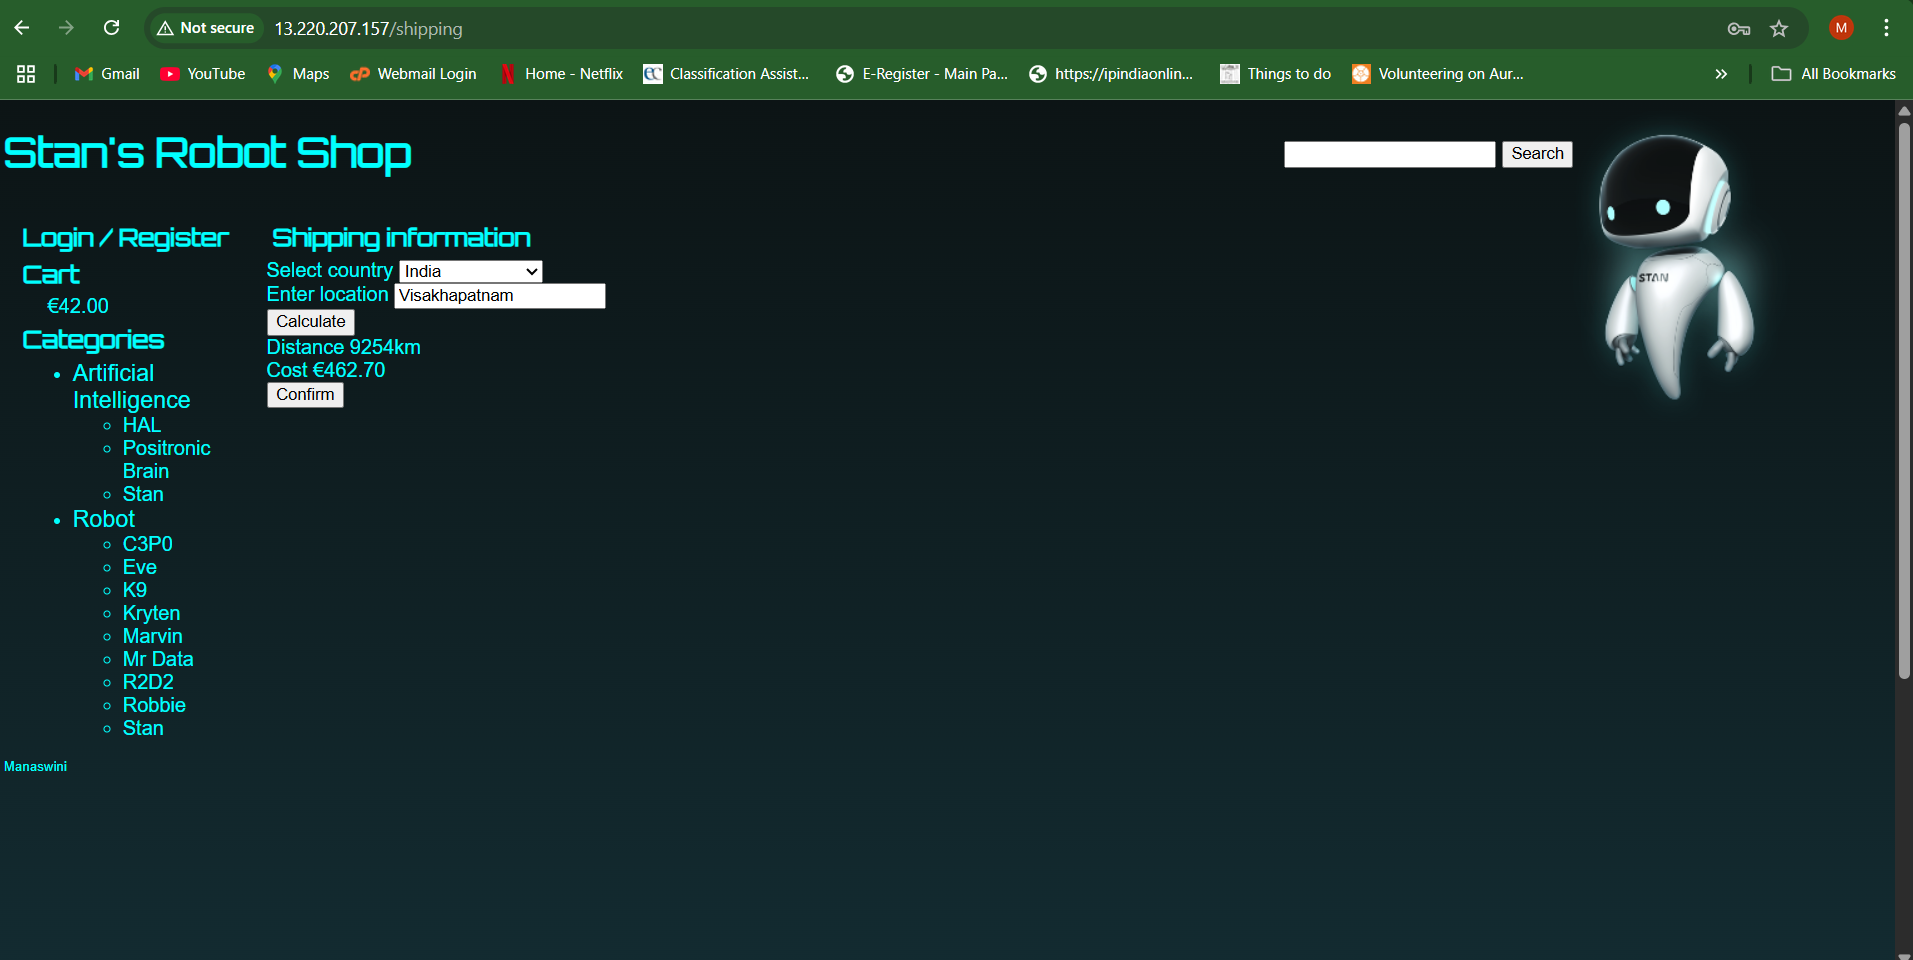 Not secure
13.220.207.157/shipping
M
Gmail
YouTube
Maps
Webmail Login
Home - Netflix
Classification Assist...
E-Register - Main Pa...
https://ipindiaonlin...
Things to do
Volunteering on Aur...
»
All Bookmarks
Stan's Robot Shop
Search
STAN
Login / Register
Cart
€42.00
Categories
Artificial
Intelligence
HAL
Positronic
Brain
Stan
Robot
C3P0
Eve
K9
Kryten
Marvin
Mr Data
R2D2
Robbie
Stan
Shipping information
Select country India
Enter location Visakhapatnam
Calculate
Distance 9254km
Cost €462.70
Confirm
Manaswini